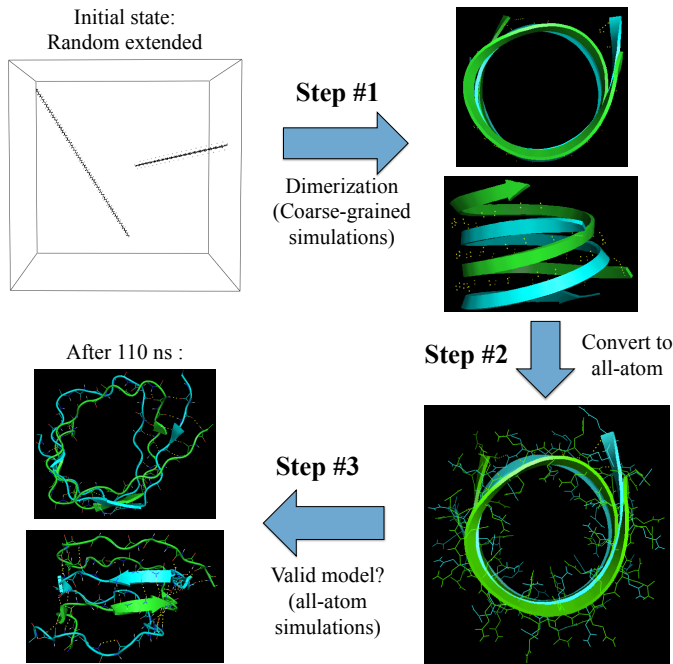 Initial state:
Random extended
Step #1
Dimerization
(Coarse-grained
simulations)
Step #2
Convert to
all-atom
After 110 ns :
Step #3
Valid model?
(all-atom
simulations)